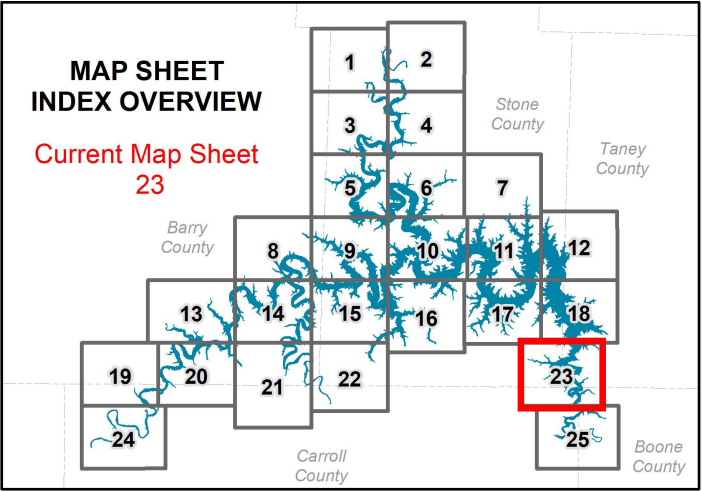 MAP SHEET
INDEX OVERVIEW
Current Map Sheet
23
1
2
Stone
County
3
4
Taney
County
5
6
7
Barry
County
8
9
10
11
12
13
14
15
16
17
18
19
20
21
22
23
24
25
Carroll
County
Boone
County